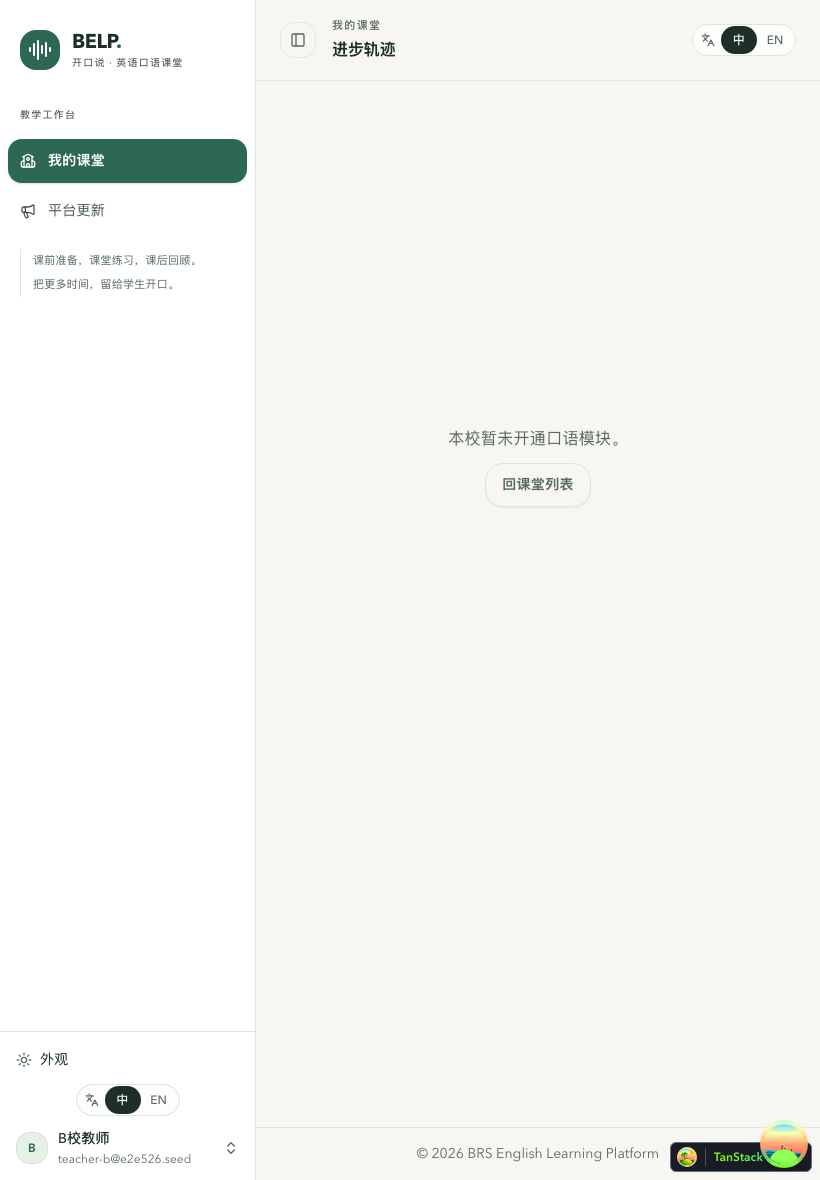 BELP.
开口说 · 英语口语课堂
教学工作台
我的课堂
平台更新
课前准备，课堂练习，课后回顾。
把更多时间，留给学生开口。
外观
中 EN
B
B校教师
teacher-b@e2e526.seed
我的课堂
进步轨迹
中 EN
本校暂未开通口语模块。
回课堂列表
© 2026 BRS English Learning Platform
TanStack